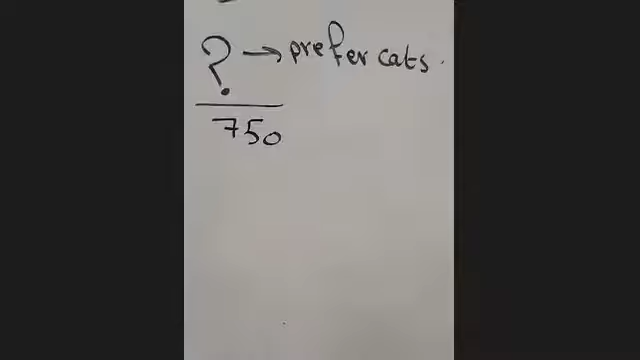 ? → prefer cats.
750